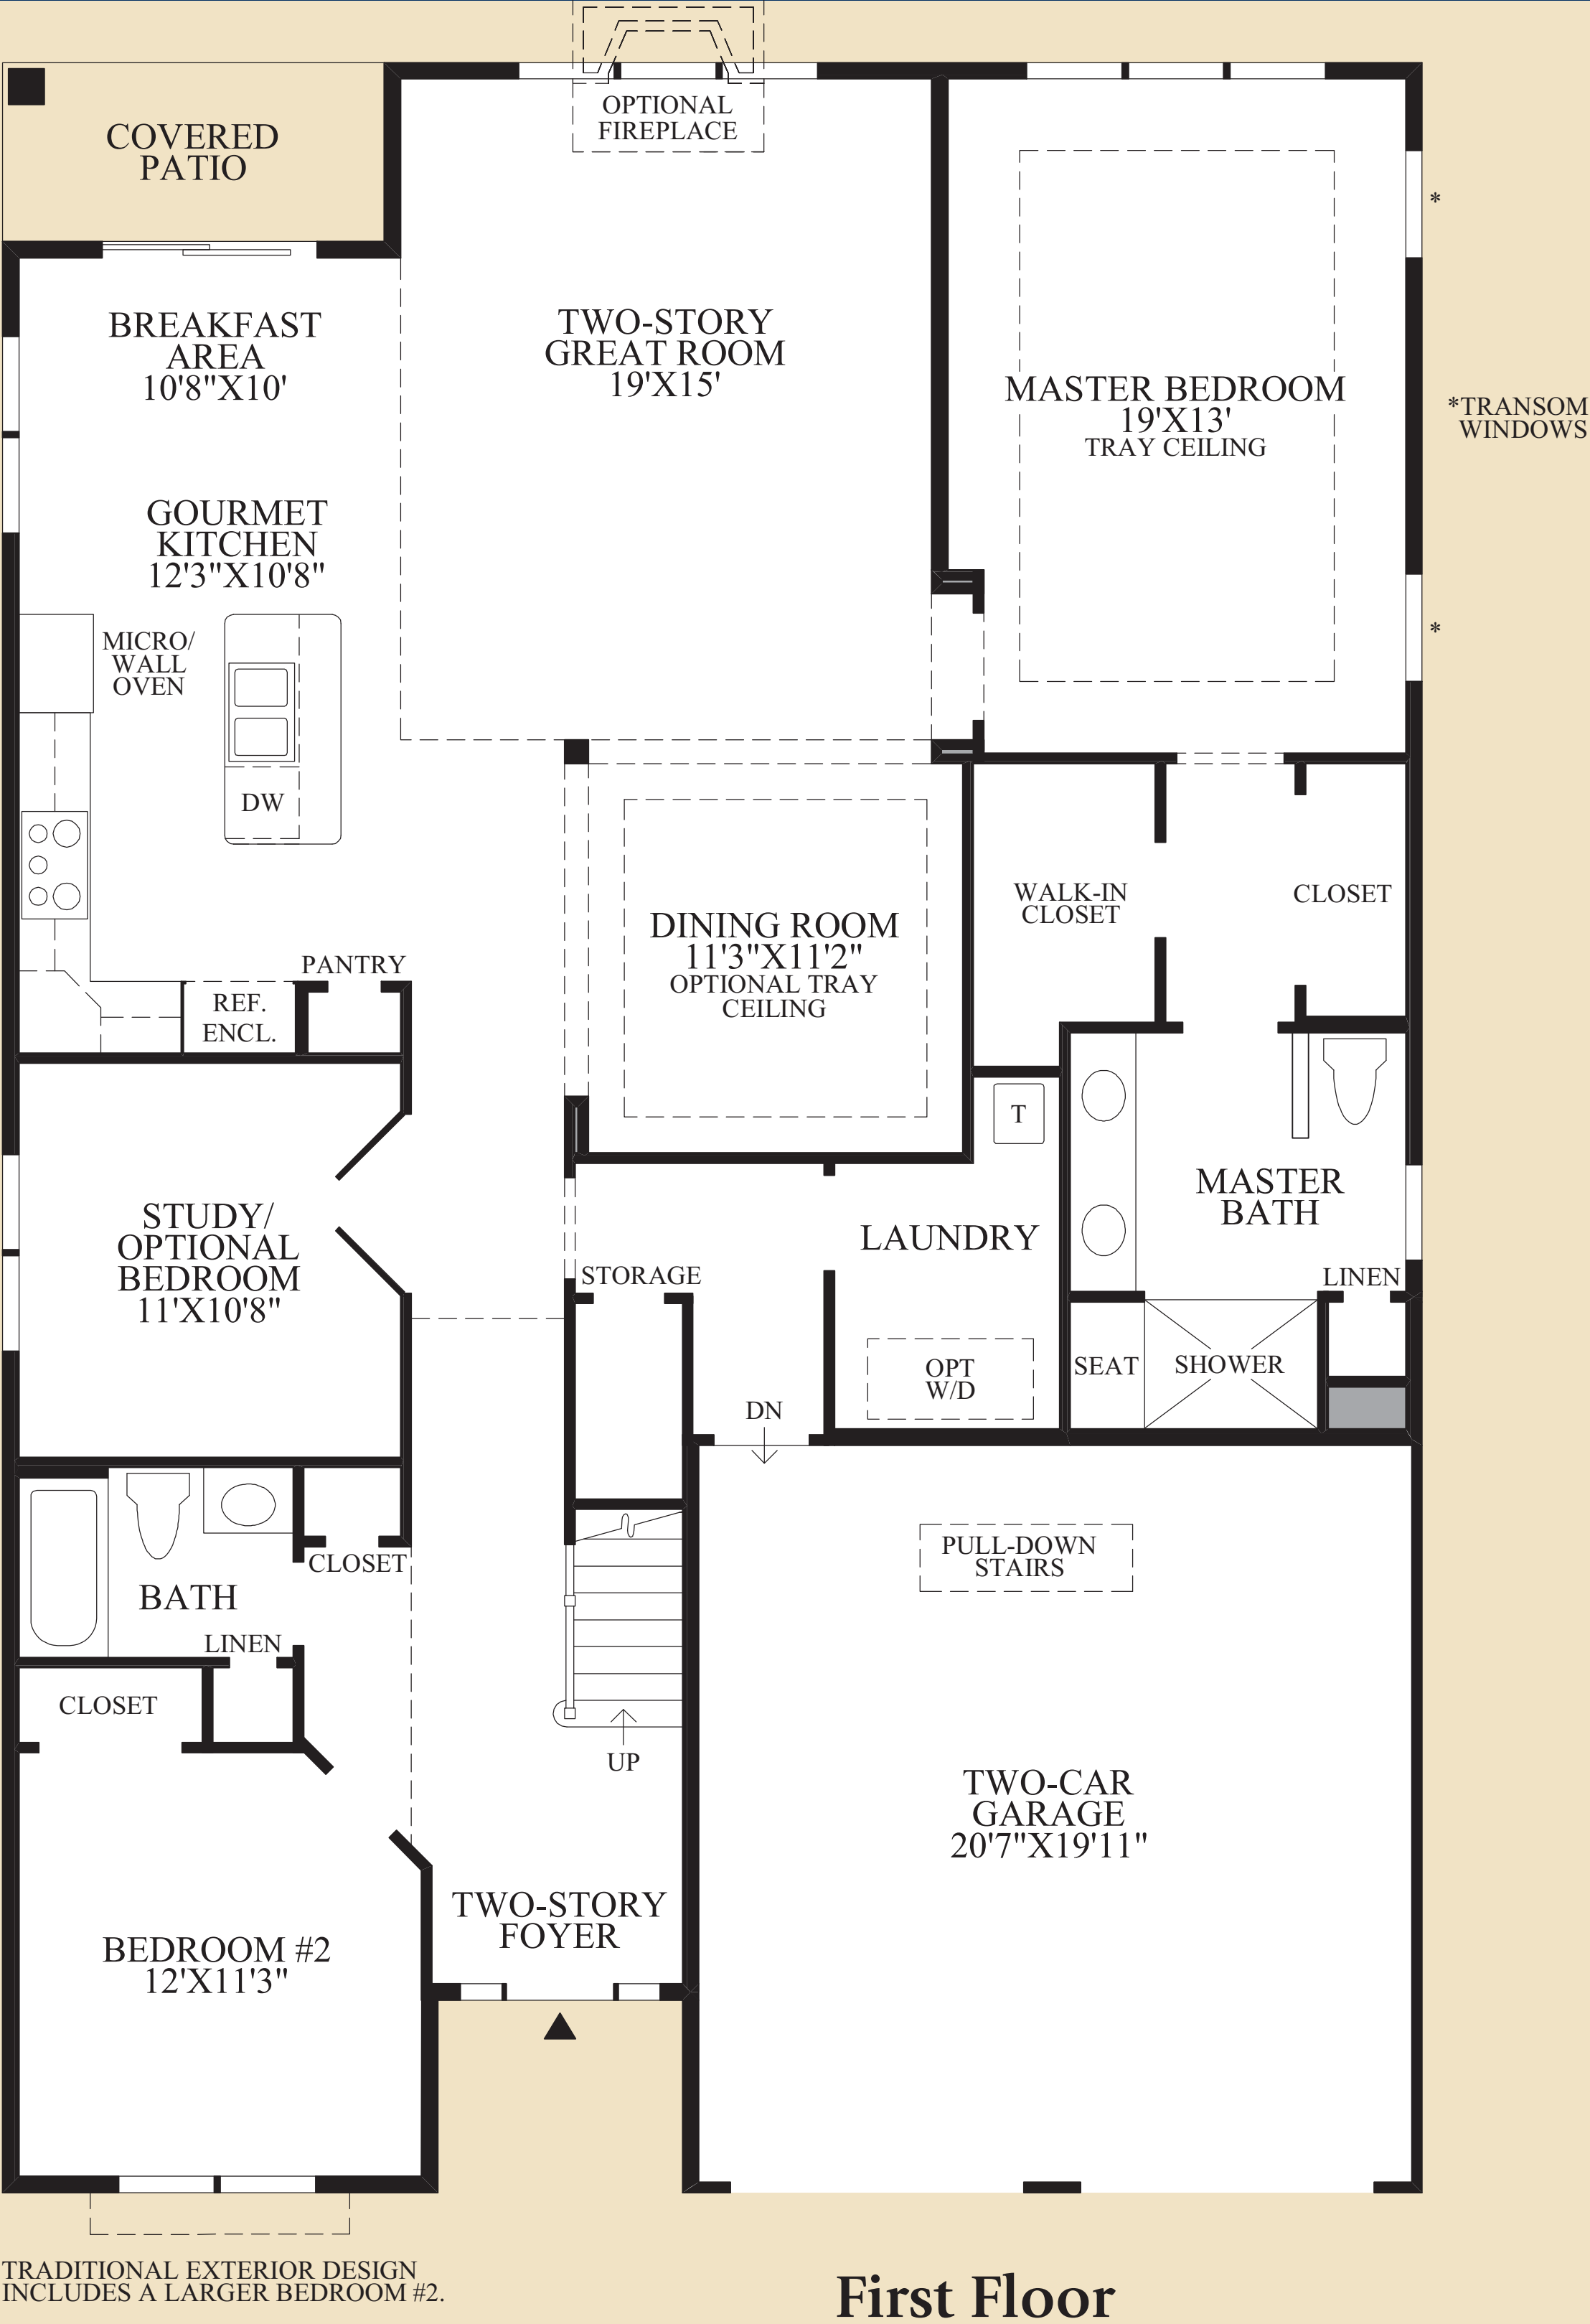 OPTIONAL
FIREPLACE
COVERED
PATIO
*
BREAKFAST
AREA
10'8"X10'
TWO-STORY
GREAT ROOM
19'X15'
MASTER BEDROOM
19'X13'
TRAY CEILING
*TRANSOM
WINDOWS
GOURMET
KITCHEN
12'3"X10'8"
*
MICRO/
WALL
OVEN
DW
WALK-IN
CLOSET
CLOSET
DINING ROOM
11'3"X11'2"
OPTIONAL TRAY
CEILING
PANTRY
REF.
ENCL.
T
MASTER
BATH
STUDY/
OPTIONAL
BEDROOM
11'X10'8"
LAUNDRY
STORAGE
LINEN
OPT
W/D
SEAT
SHOWER
DN
PULL-DOWN
STAIRS
CLOSET
BATH
LINEN
CLOSET
UP
TWO-CAR
GARAGE
20'7"X19'11"
TWO-STORY
FOYER
BEDROOM #2
12'X11'3"
TRADITIONAL EXTERIOR DESIGN
INCLUDES A LARGER BEDROOM #2.
First Floor